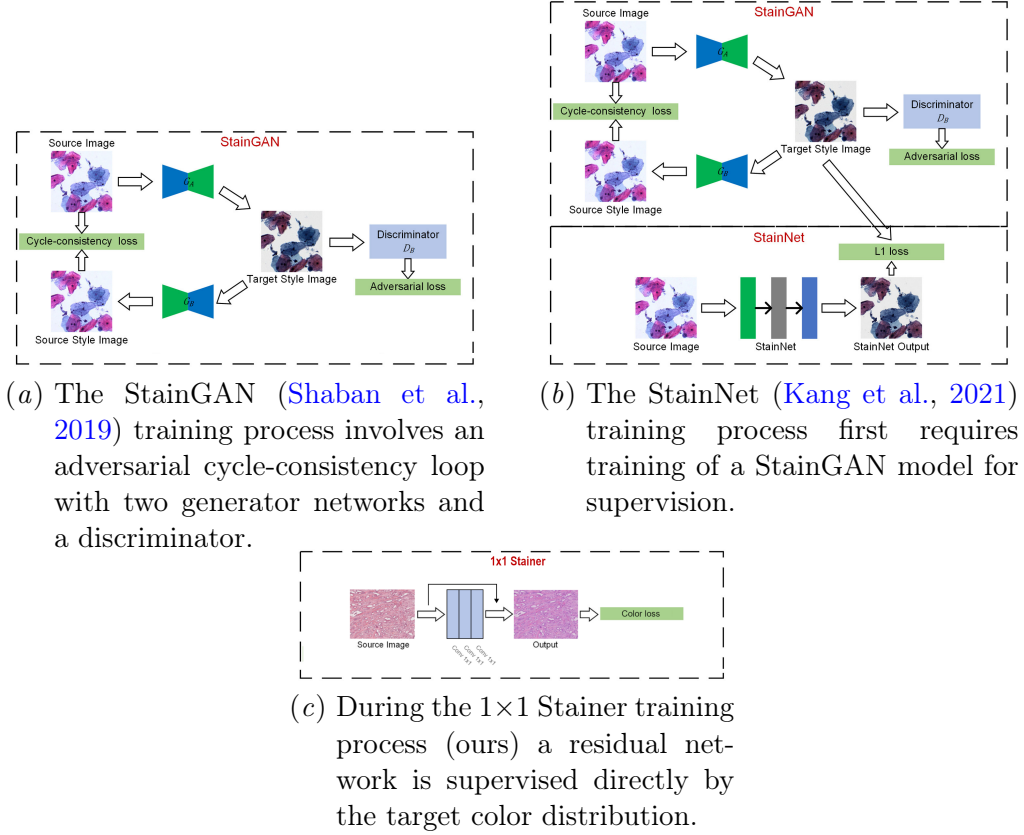 StainGAN
Source Image
G_A
Cycle-consistency loss
Discriminator
D_B
Target Style Image
Adversarial loss
G_B
Source Style Image
(a) The StainGAN (Shaban et al.,
2019) training process involves an
adversarial cycle-consistency loop
with two generator networks and
a discriminator.
StainGAN
Source Image
G_A
Cycle-consistency loss
Discriminator
D_B
Target Style Image
Adversarial loss
G_B
Source Style Image
StainNet
L1 loss
Source Image
StainNet
StainNet Output
(b) The StainNet (Kang et al., 2021)
training process first requires
training of a StainGAN model for
supervision.
1x1 Stainer
Color loss
Source Image
Output
Conv 1x1
Conv 1x1
Conv 1x1
(c) During the 1×1 Stainer training
process (ours) a residual net-
work is supervised directly by
the target color distribution.